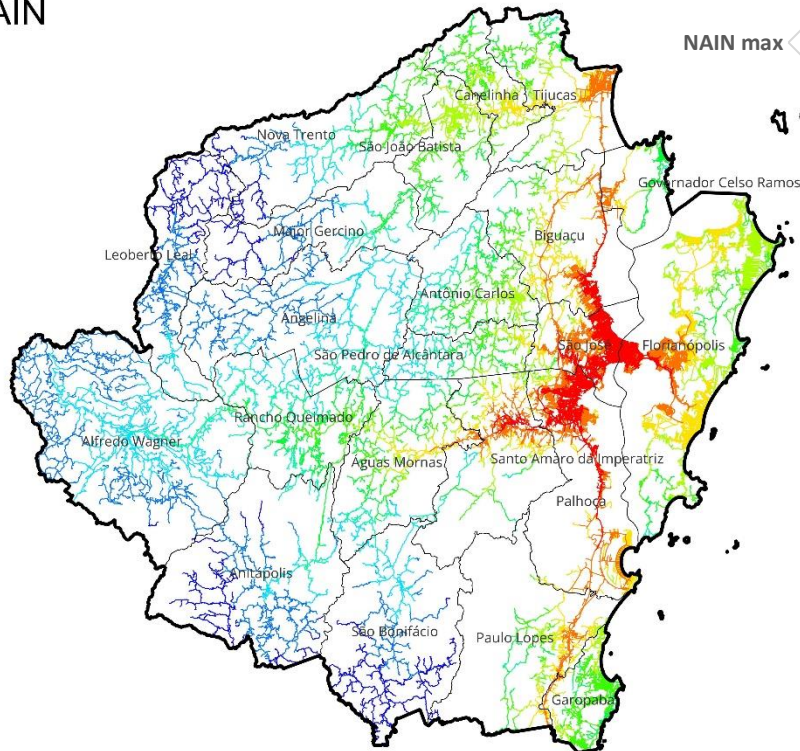 AIN
NAIN max
Canelinha
Tijucas
Nova Trento
São João Batista
Governador Celso Ramos
Major Gercino
Biguaçu
Leoberto Leal
Antônio Carlos
Angelina
São José
Florianópolis
São Pedro de Alcântara
Rancho Queimado
Alfredo Wagner
Águas Mornas
Santo Amaro da Imperatriz
Palhoça
Anitápolis
São Bonifácio
Paulo Lopes
Garopaba